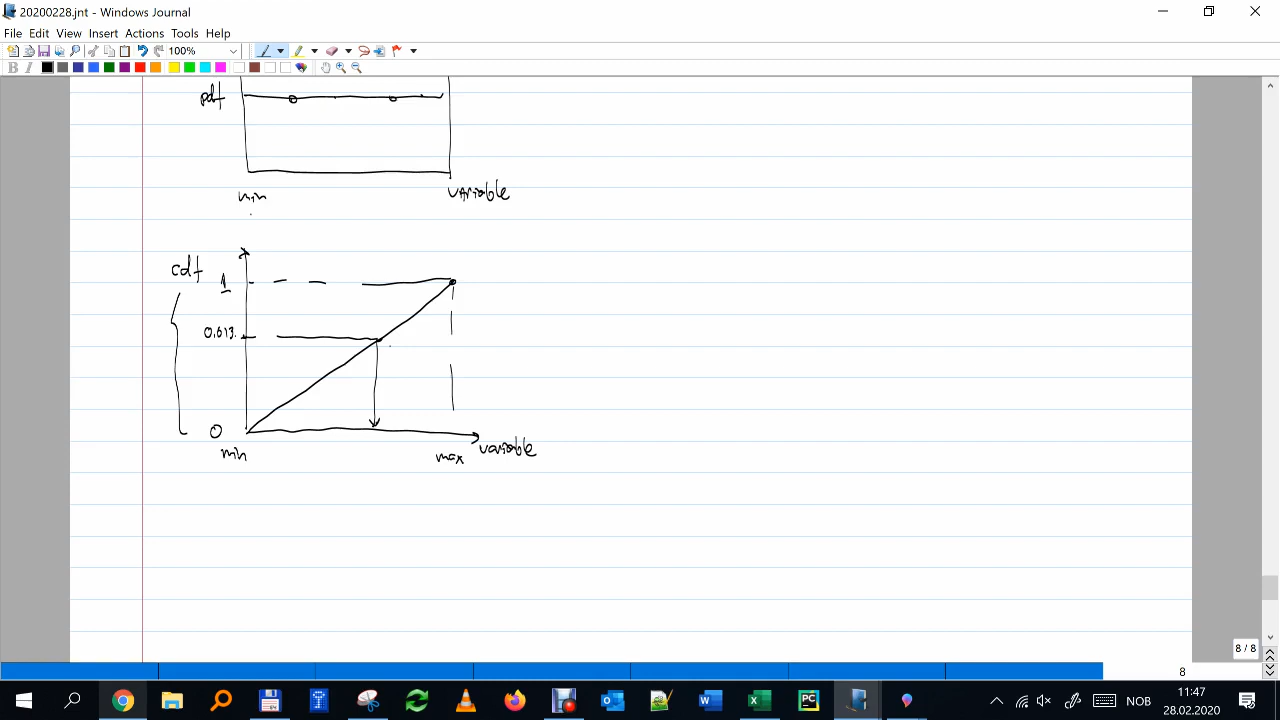 20200228.jnt - Windows Journal
File Edit View Insert Actions Tools Help
100%
B I
pdf
min
variable
cdf
1
0.613.
0
min
max
variable
8 / 8
8
NOB
11:47
28.02.2020